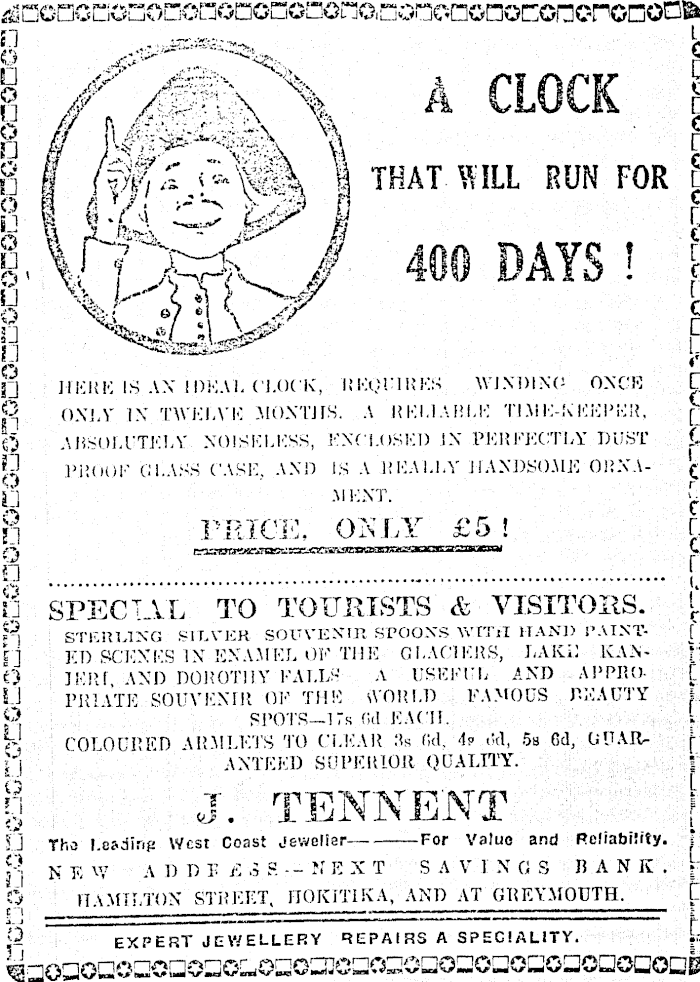 A CLOCK
THAT WILL RUN FOR
400 DAYS !
HERE IS AN IDEAL CLOCK, REQUIRES WINDING ONCE
ONLY IN TWELVE MONTHS. A RELIABLE TIME-KEEPER,
ABSOLUTELY NOISELESS, ENCLOSED IN PERFECTLY DUST
PROOF GLASS CASE, AND IS A REALLY HANDSOME ORNA-
MENT.
PRICE, ONLY £5!
SPECIAL TO TOURISTS & VISITORS.
STERLING SILVER SOUVENIR SPOONS WITH HAND PAINT-
ED SCENES IN ENAMEL OF THE GLACIERS, LAKE KAN-
IERI, AND DOROTHY FALLS A USEFUL AND APPRO-
PRIATE SOUVENIR OF THE WORLD FAMOUS BEAUTY
SPOTS—17s 6d EACH.
COLOURED ARMLETS TO CLEAR 3s 6d, 4s 6d, 5s 6d, GUAR-
ANTEED SUPERIOR QUALITY.
J. TENNENT
The Leading West Coast Jeweller— ——For Value and Reliability.
NEW ADDRESS—NEXT SAVINGS BANK.
HAMILTON STREET, HOKITIKA, AND AT GREYMOUTH.
EXPERT JEWELLERY REPAIRS A SPECIALITY.